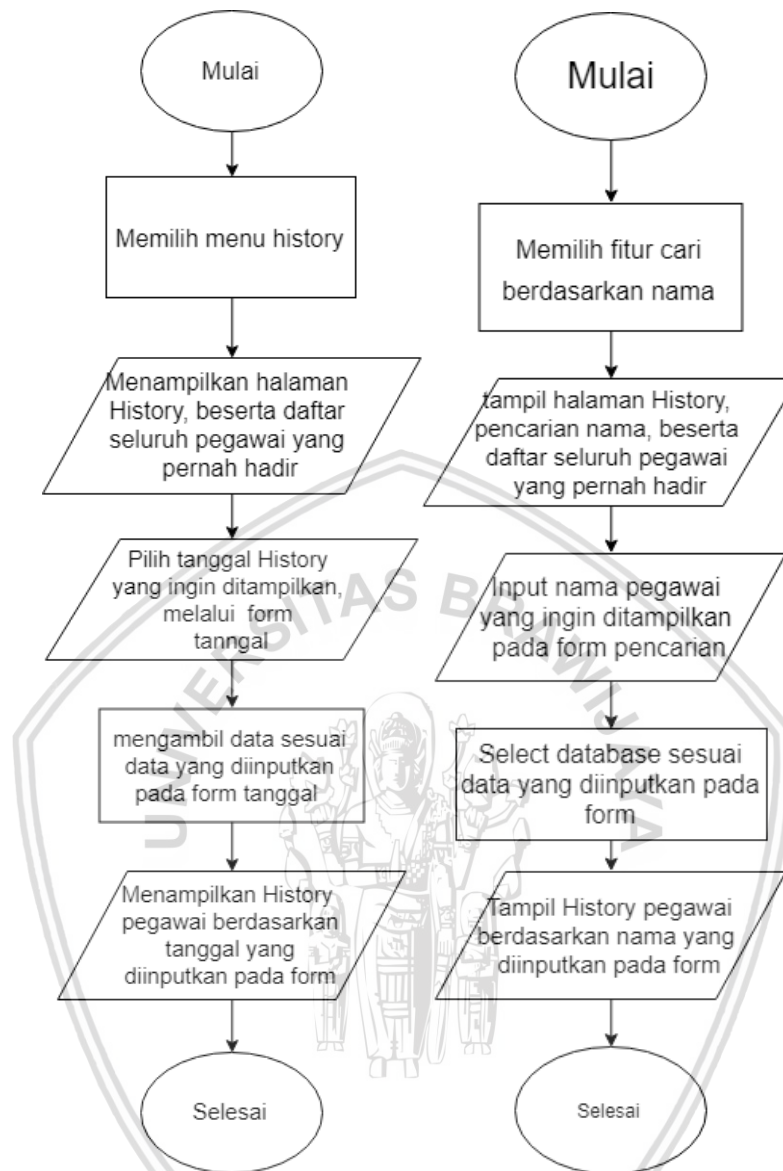 Mulai
Memilih menu history
Menampilkan halaman
History, beserta daftar
seluruh pegawai yang
pernah hadir
Pilih tanggal History
yang ingin ditampilkan,
melalui form
tanngal
mengambil data sesuai
data yang diinputkan
pada form tanggal
Menampilkan History
pegawai berdasarkan
tanggal yang
diinputkan pada form
Selesai
Mulai
Memilih fitur cari
berdasarkan nama
tampil halaman History,
pencarian nama, beserta
daftar seluruh pegawai
yang pernah hadir
Input nama pegawai
yang ingin ditampilkan
pada form pencarian
Select database sesuai
data yang diinputkan pada
form
Tampil History pegawai
berdasarkan nama yang
diinputkan pada form
Selesai
UNIVERSITAS BRAWIJAYA